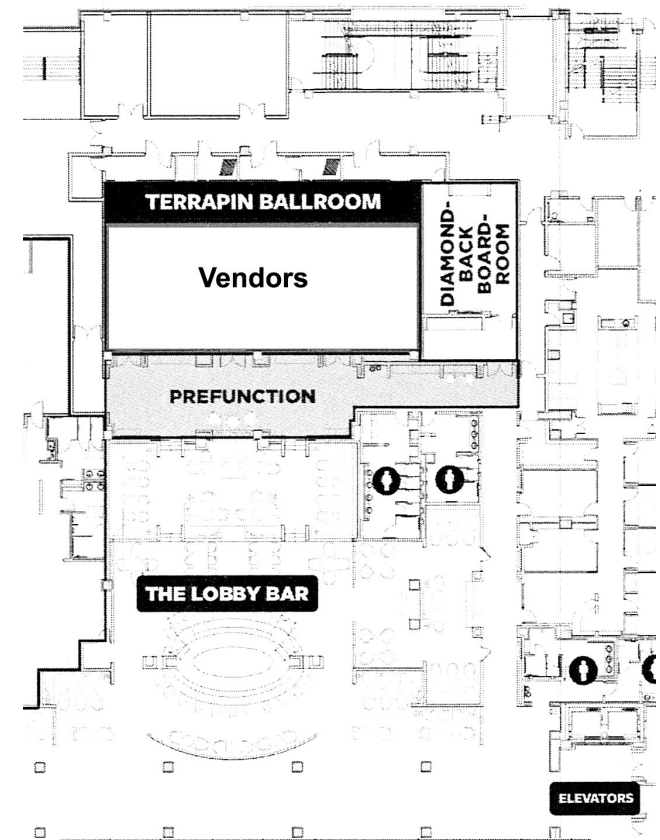 TERRAPIN BALLROOM
Vendors
DIAMOND-
BACK
BOARD-
ROOM
PREFUNCTION
THE LOBBY BAR
ELEVATORS